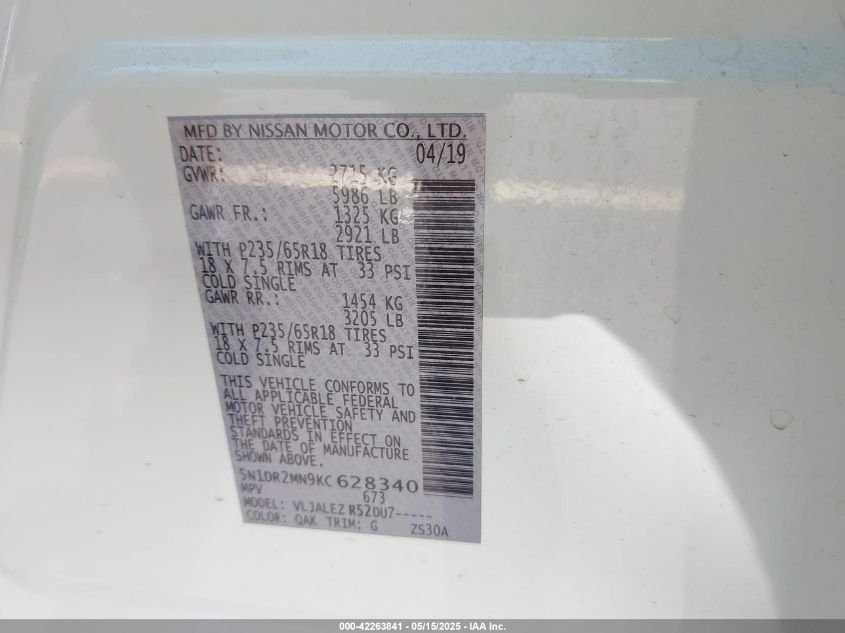 MFD BY NISSAN MOTOR CO., LTD.
DATE: 04/19
GVWR: 2715 KG
5986 LB
GAWR FR.: 1325 KG
2921 LB
WITH P235/65R18 TIRES
18 X 7.5 RIMS AT 33 PSI
COLD SINGLE
GAWR RR.: 1454 KG
3205 LB
WITH P235/65R18 TIRES
18 X 7.5 RIMS AT 33 PSI
COLD SINGLE
THIS VEHICLE CONFORMS TO
ALL APPLICABLE FEDERAL
MOTOR VEHICLE SAFETY AND
THEFT PREVENTION
STANDARDS IN EFFECT ON
THE DATE OF MANUFACTURE
SHOWN ABOVE.
5N1DR2MN9KC628340
MPV 673
MODEL: VL3ALEZ R52DU7-----
COLOR: QAK TRIM: G ZS30A
000-42263841 - 05/15/2025 - IAA Inc.